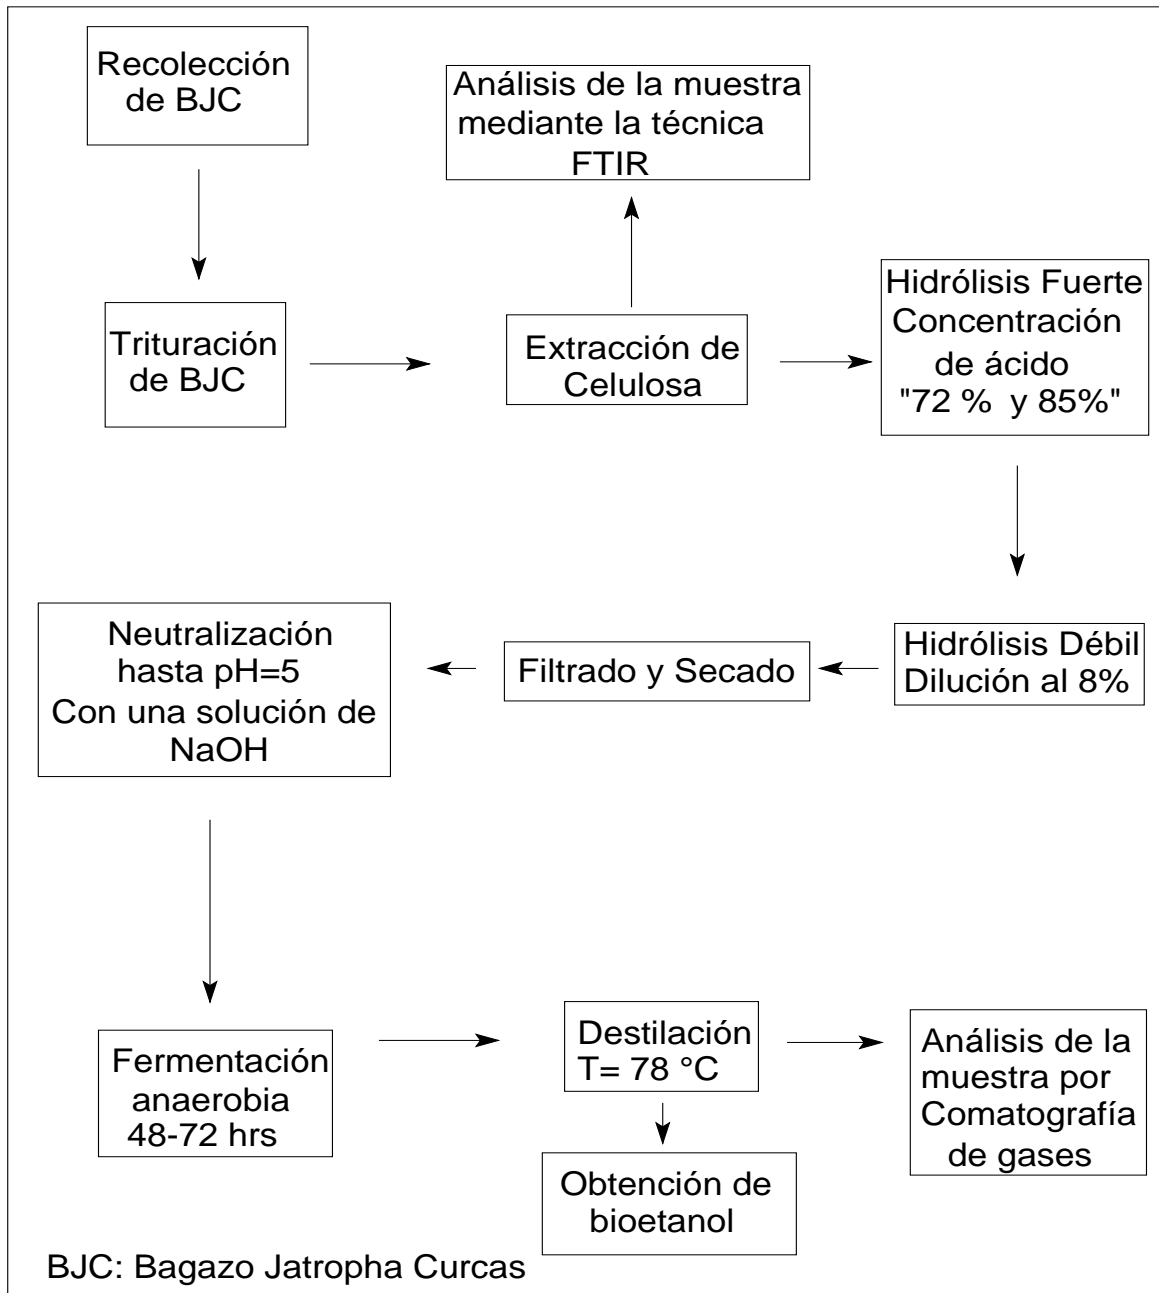 Recolección
de BJC
Análisis de la muestra
mediante la técnica
FTIR
Trituración
de BJC
Extracción de
Celulosa
Hidrólisis Fuerte
Concentración
de ácido
"72 % y 85%"
Hidrólisis Débil
Dilución al 8%
Filtrado y Secado
Neutralización
hasta pH=5
Con una solución de
NaOH
Fermentación
anaerobia
48-72 hrs
Destilación
T= 78 °C
Obtención de
bioetanol
Análisis de la
muestra por
Comatografía
de gases
BJC: Bagazo Jatropha Curcas